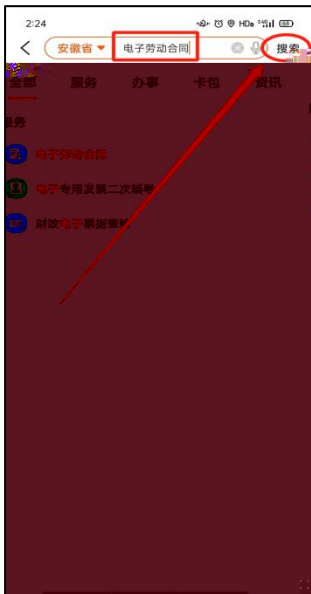 2:24
安徽省 电子劳动合同 搜索
全部 服务 办事 卡包 资讯
服务
电子劳动合同
电子专用发票二次辅导
财政电子票据查验